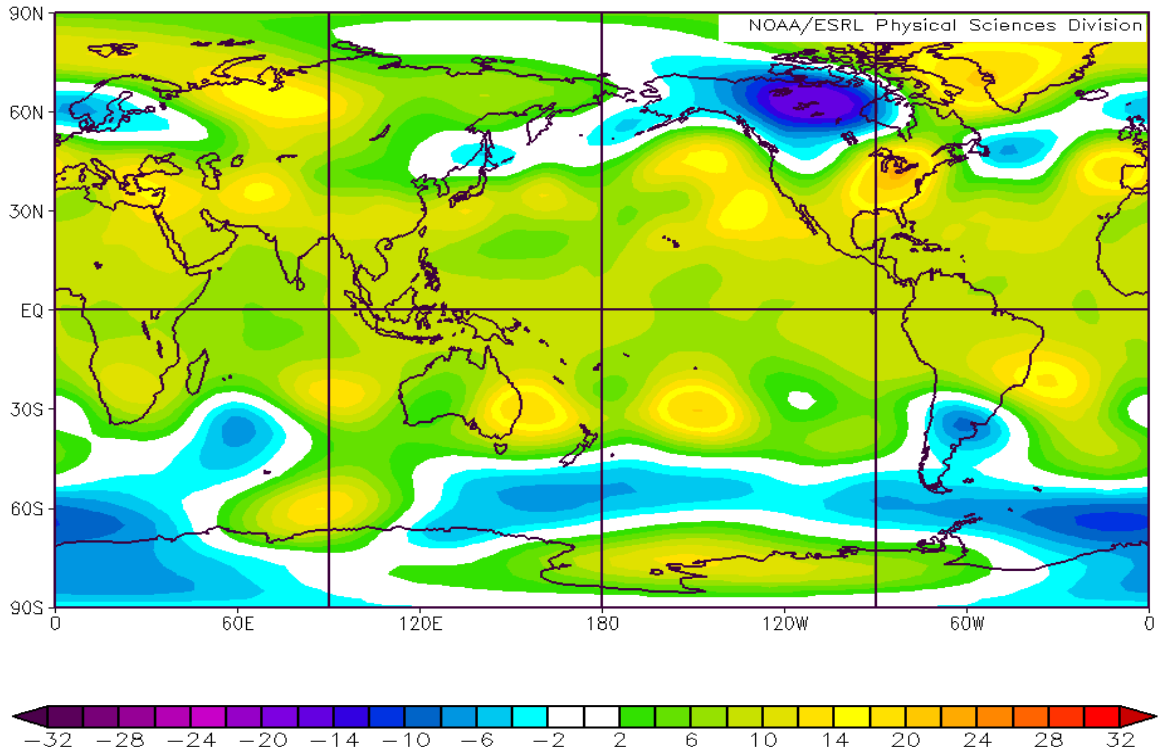 90N
NOAA/ESRL Physical Sciences Division
60N
30N
EQ
30S
60S
90S
0 60E 120E 180 120W 60W 0
-32 -28 -24 -20 -14 -10 -6 -2 2 6 10 14 20 24 28 32